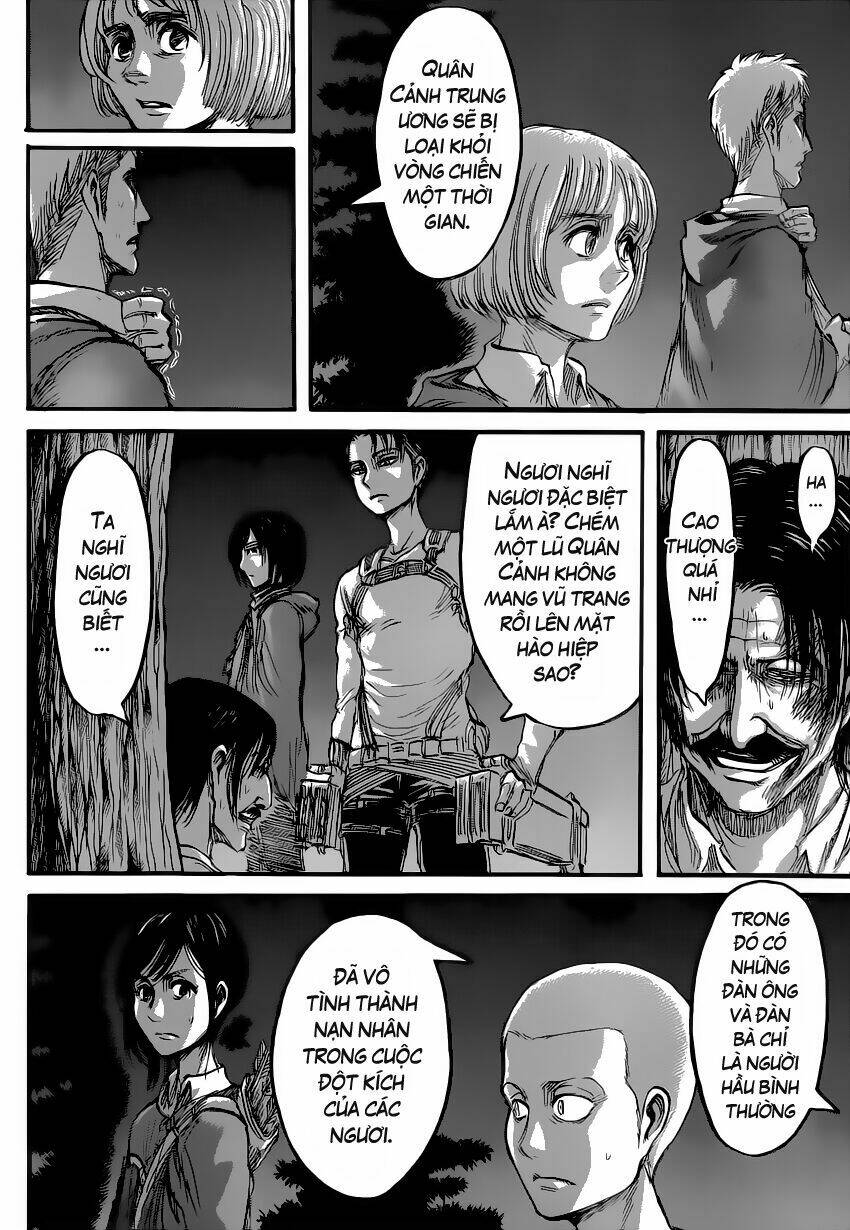 QUÂN
CẢNH TRUNG
ƯƠNG SẼ BỊ
LOẠI KHỎI
VÒNG CHIẾN
MỘT THỜI
GIAN.
HA
...
CAO
THƯỢNG
QUÁ
NHỈ
...
NGƯƠI NGHĨ
NGƯƠI ĐẶC BIỆT
LẮM À? CHÉM
MỘT LŨ QUÂN
CẢNH KHÔNG
MANG VŨ TRANG
RỒI LÊN MẶT
HÀO HIỆP
SAO?
TA
NGHĨ
NGƯƠI
CŨNG
BIẾT
...
TRONG
ĐÓ CÓ
NHỮNG
ĐÀN ÔNG
VÀ ĐÀN
BÀ CHỈ
LÀ NGƯỜI
HẦU BÌNH
THƯỜNG
ĐÃ VÔ
TÌNH THÀNH
NẠN NHÂN
TRONG CUỘC
ĐỘT KÍCH
CỦA CÁC
NGƯƠI.